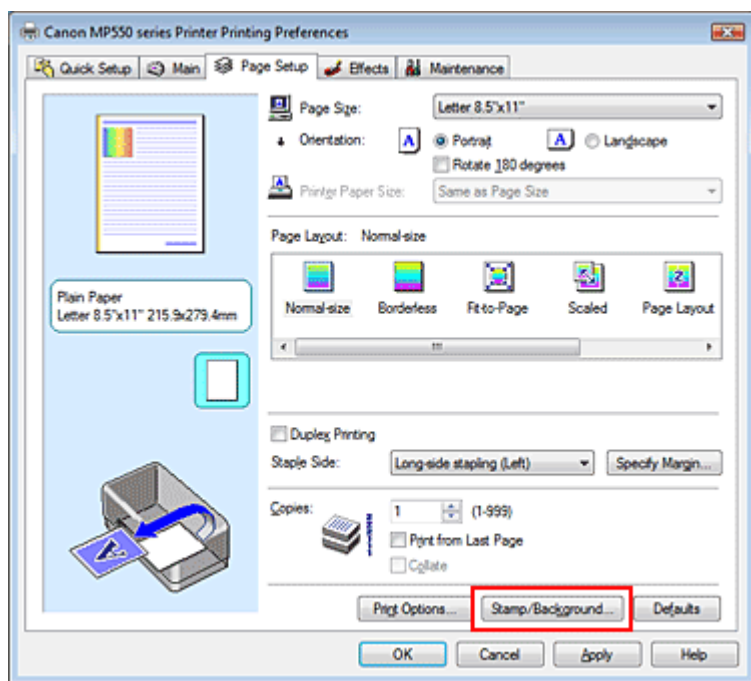 Canon MP550 series Printer Printing Preferences
Quick Setup Main Page Setup Effects Maintenance
Page Size: Letter 8.5"x11"
Orientation: A Portrait A Landscape
Rotate 180 degrees
Printer Paper Size: Same as Page Size
Page Layout: Normal-size
Normal-size Borderless Fit-to-Page Scaled Page Layout
Plain Paper
Letter 8.5"x11" 215.9x279.4mm
Duplex Printing
Staple Side: Long-side stapling (Left) Specify Margin...
Copies: 1 (1-999)
Print from Last Page
Collate
Print Options... Stamp/Background... Defaults
OK Cancel Apply Help